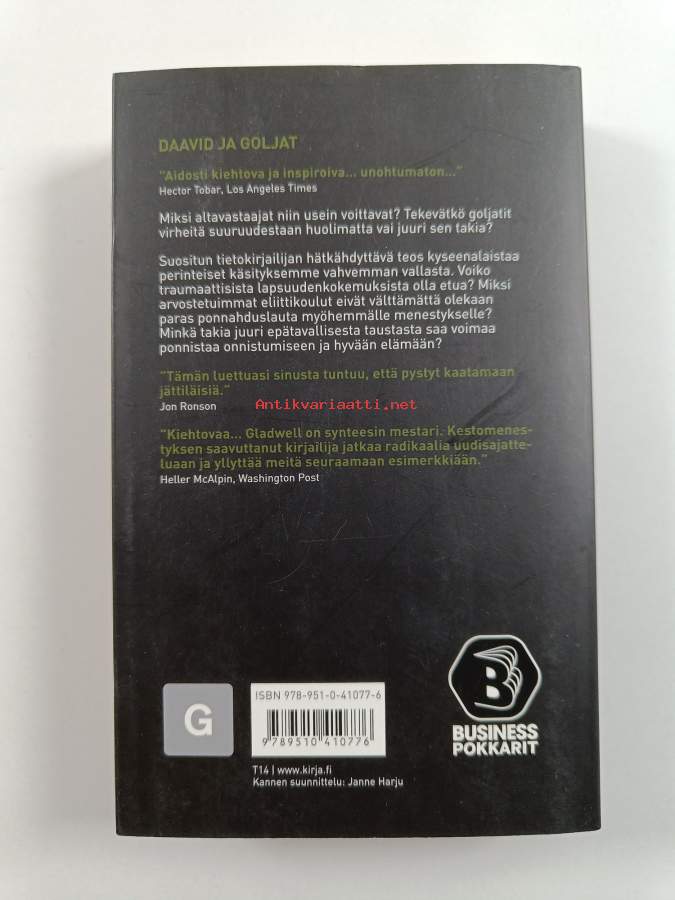 DAAVID JA GOLJAT
"Aidosti kiehtova ja inspiroiva... unohtumaton..."
Hector Tobar, Los Angeles Times
Miksi altavastaajat niin usein voittavat? Tekevätkö goljatit
virheitä suuruudestaan huolimatta vai juuri sen takia?
Suositun tietokirjailijan hätkähdyttävä teos kyseenalaistaa
perinteiset käsityksemme vahvemman vallasta. Voiko
traumaattisista lapsuudenkokemuksista olla etua? Miksi
arvostetuimmat eliittikoulut eivät välttämättä olekaan
paras ponnahduslauta myöhemmälle menestykselle?
Minkä takia juuri epätavallisesta taustasta saa voimaa
ponnistaa onnistumiseen ja hyvään elämään?
"Tämän luettuasi sinusta tuntuu, että pystyt kaatamaan
jättiläisiä."
Antikvariaatti.net
Jon Ronson
"Kiehtovaa... Gladwell on synteesin mestari. Kestomenes-
tyksen saavuttanut kirjailija jatkaa radikaalia uudisajatte-
luaan ja yllyttää meitä seuraamaan esimerkkiään."
Heller McAlpin, Washington Post
G
ISBN 978-951-0-41077-6
9789510410776
T14 | www.kirja.fi
Kannen suunnittelu: Janne Harju
B
BUSINESS
POKKARIT